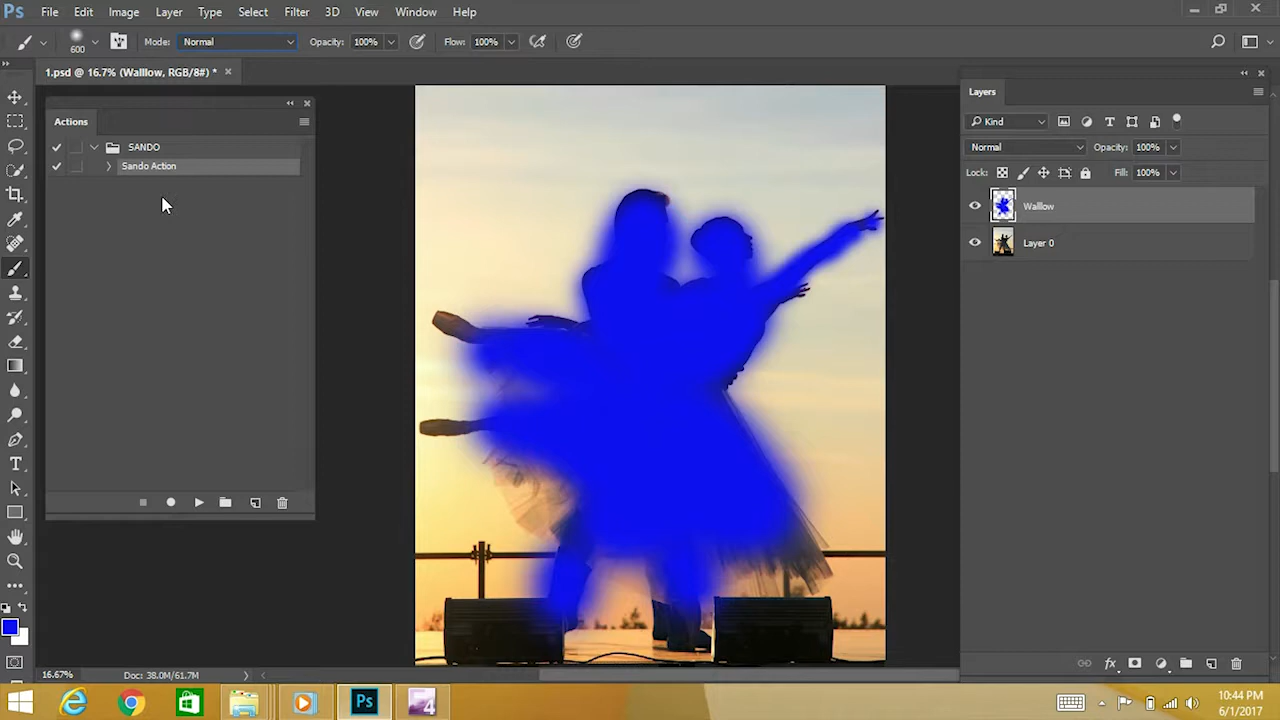 Ps File Edit Image Layer Type Select Filter 3D View Window Help
600 Mode: Normal Opacity: 100% Flow: 100%
1.psd @ 16.7% (Walllow, RGB/8#) *
Actions
SANDO
Sando Action
Layers
Kind
Normal Opacity: 100%
Lock: Fill: 100%
Walllow
Layer 0
16.67% Doc: 38.0M/61.7M
Ps 4 10:44 PM
6/1/2017